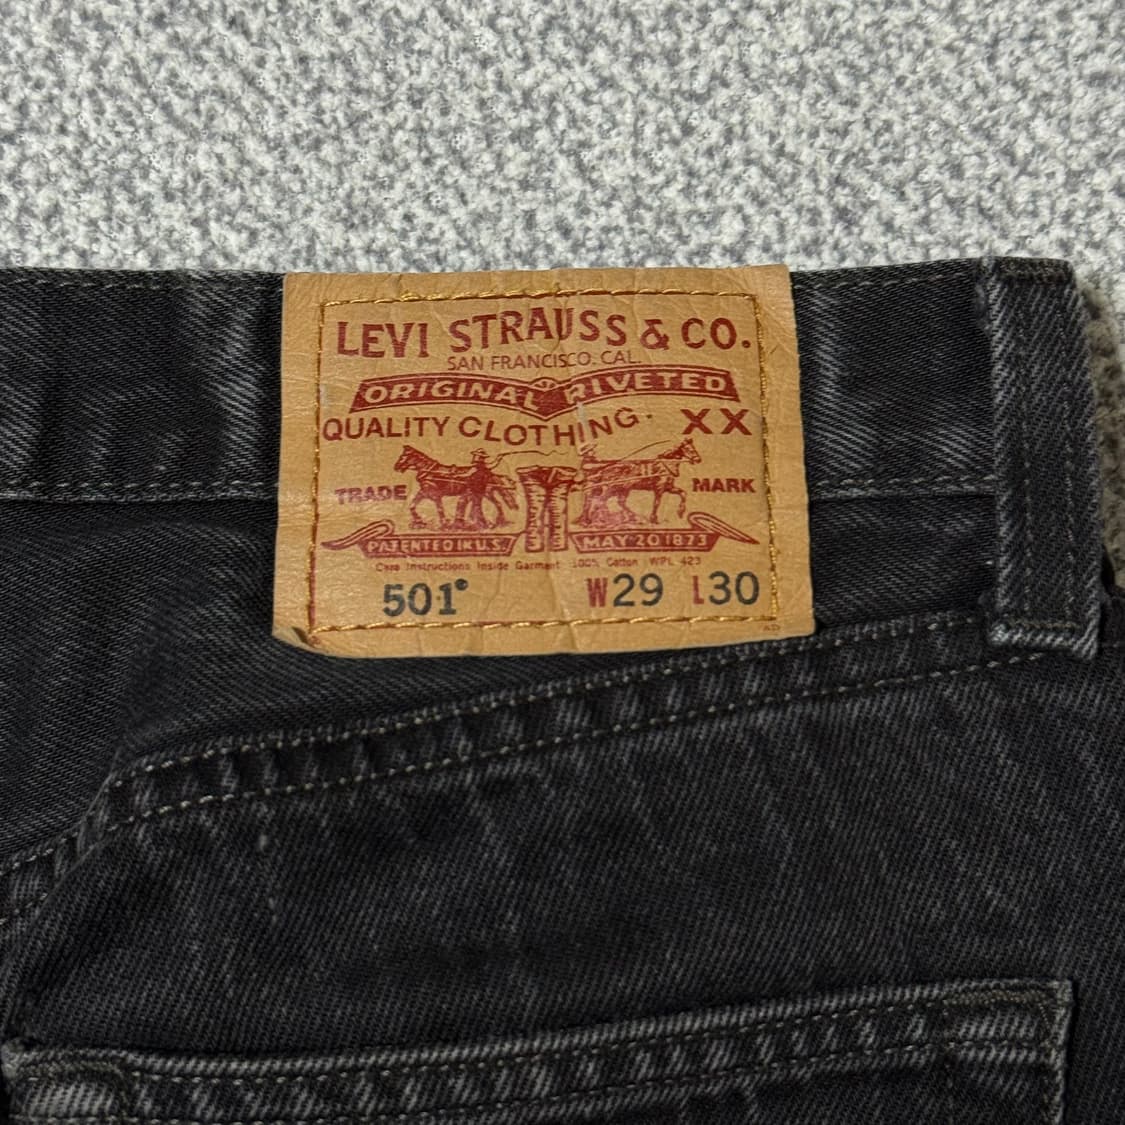 LEVI STRAUSS & CO.
SAN FRANCISCO. CAL.
ORIGINAL RIVETED
QUALITY CLOTHING. XX
TRADE MARK
PATENTED IN U.S. MAY 20 1873
Care Instructions Inside Garment 100% Cotton WPL 423
501® W29 L30